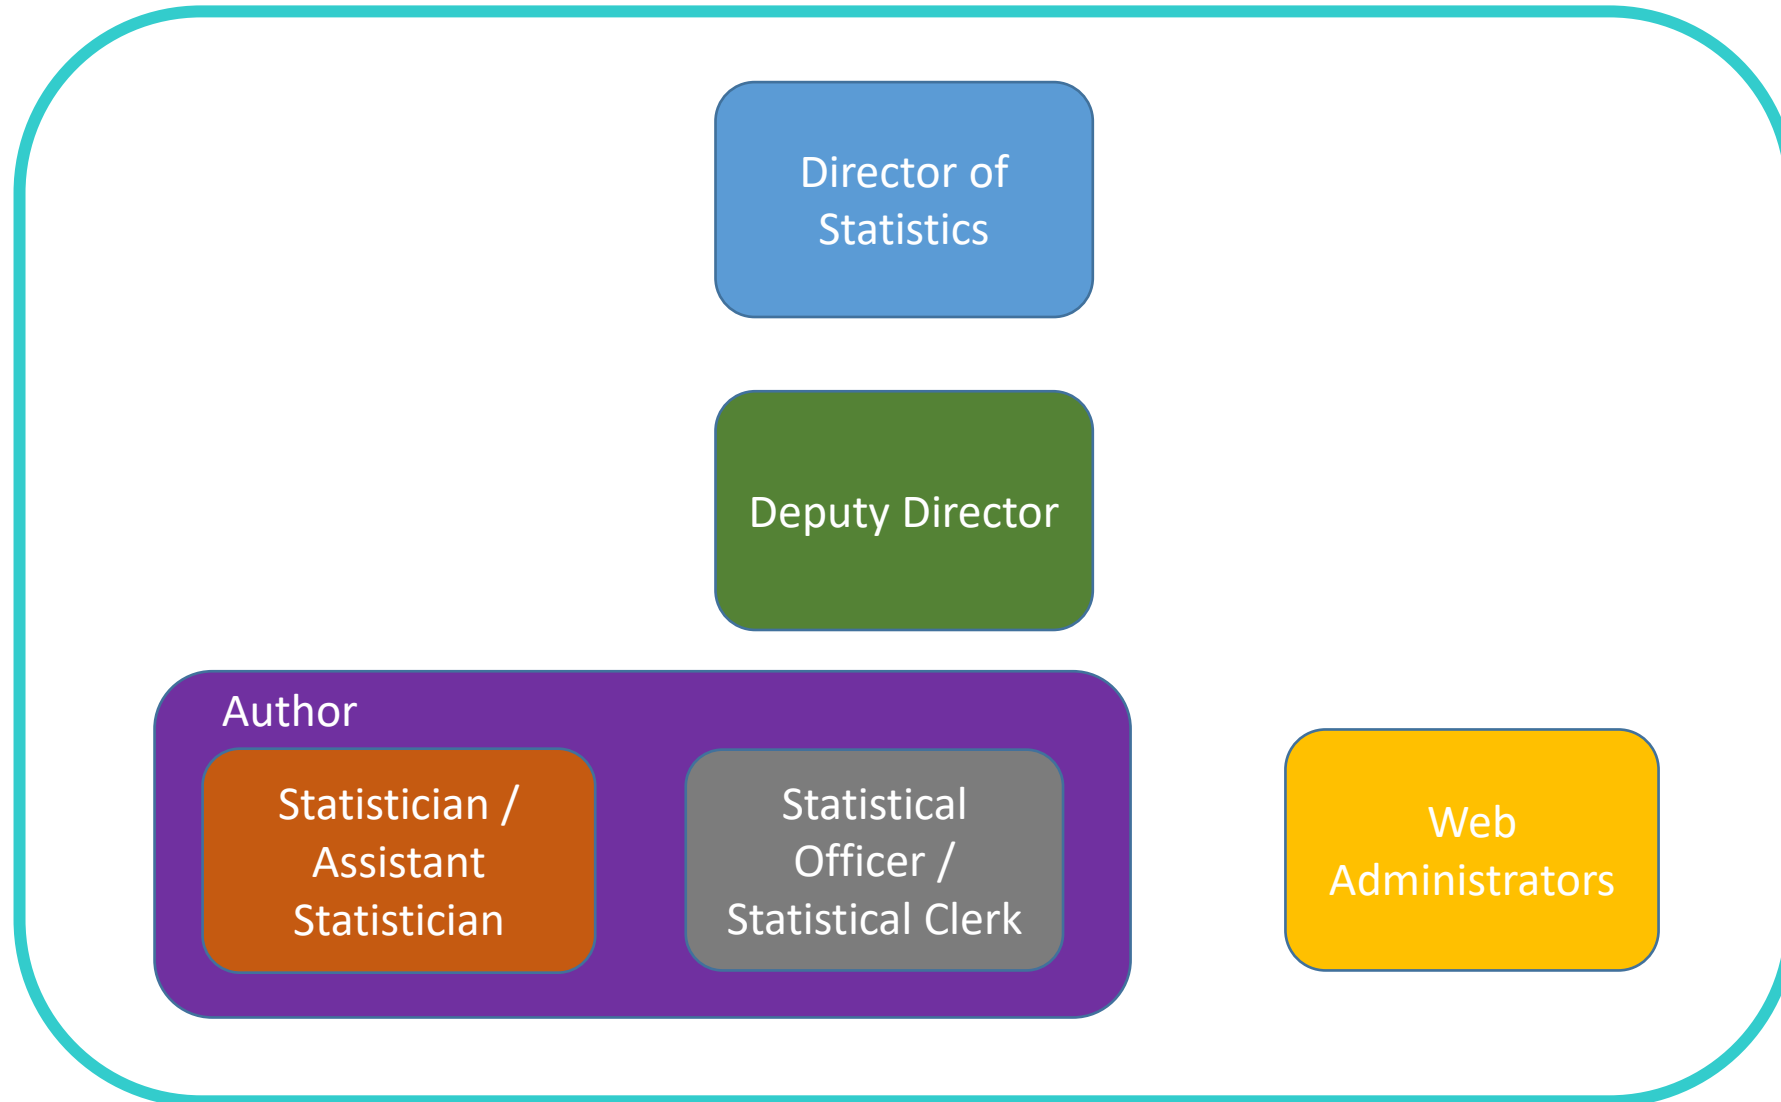 Director of
Statistics
Deputy Director
Author
Statistician /
Assistant
Statistician
Statistical
Officer /
Statistical Clerk
Web
Administrators